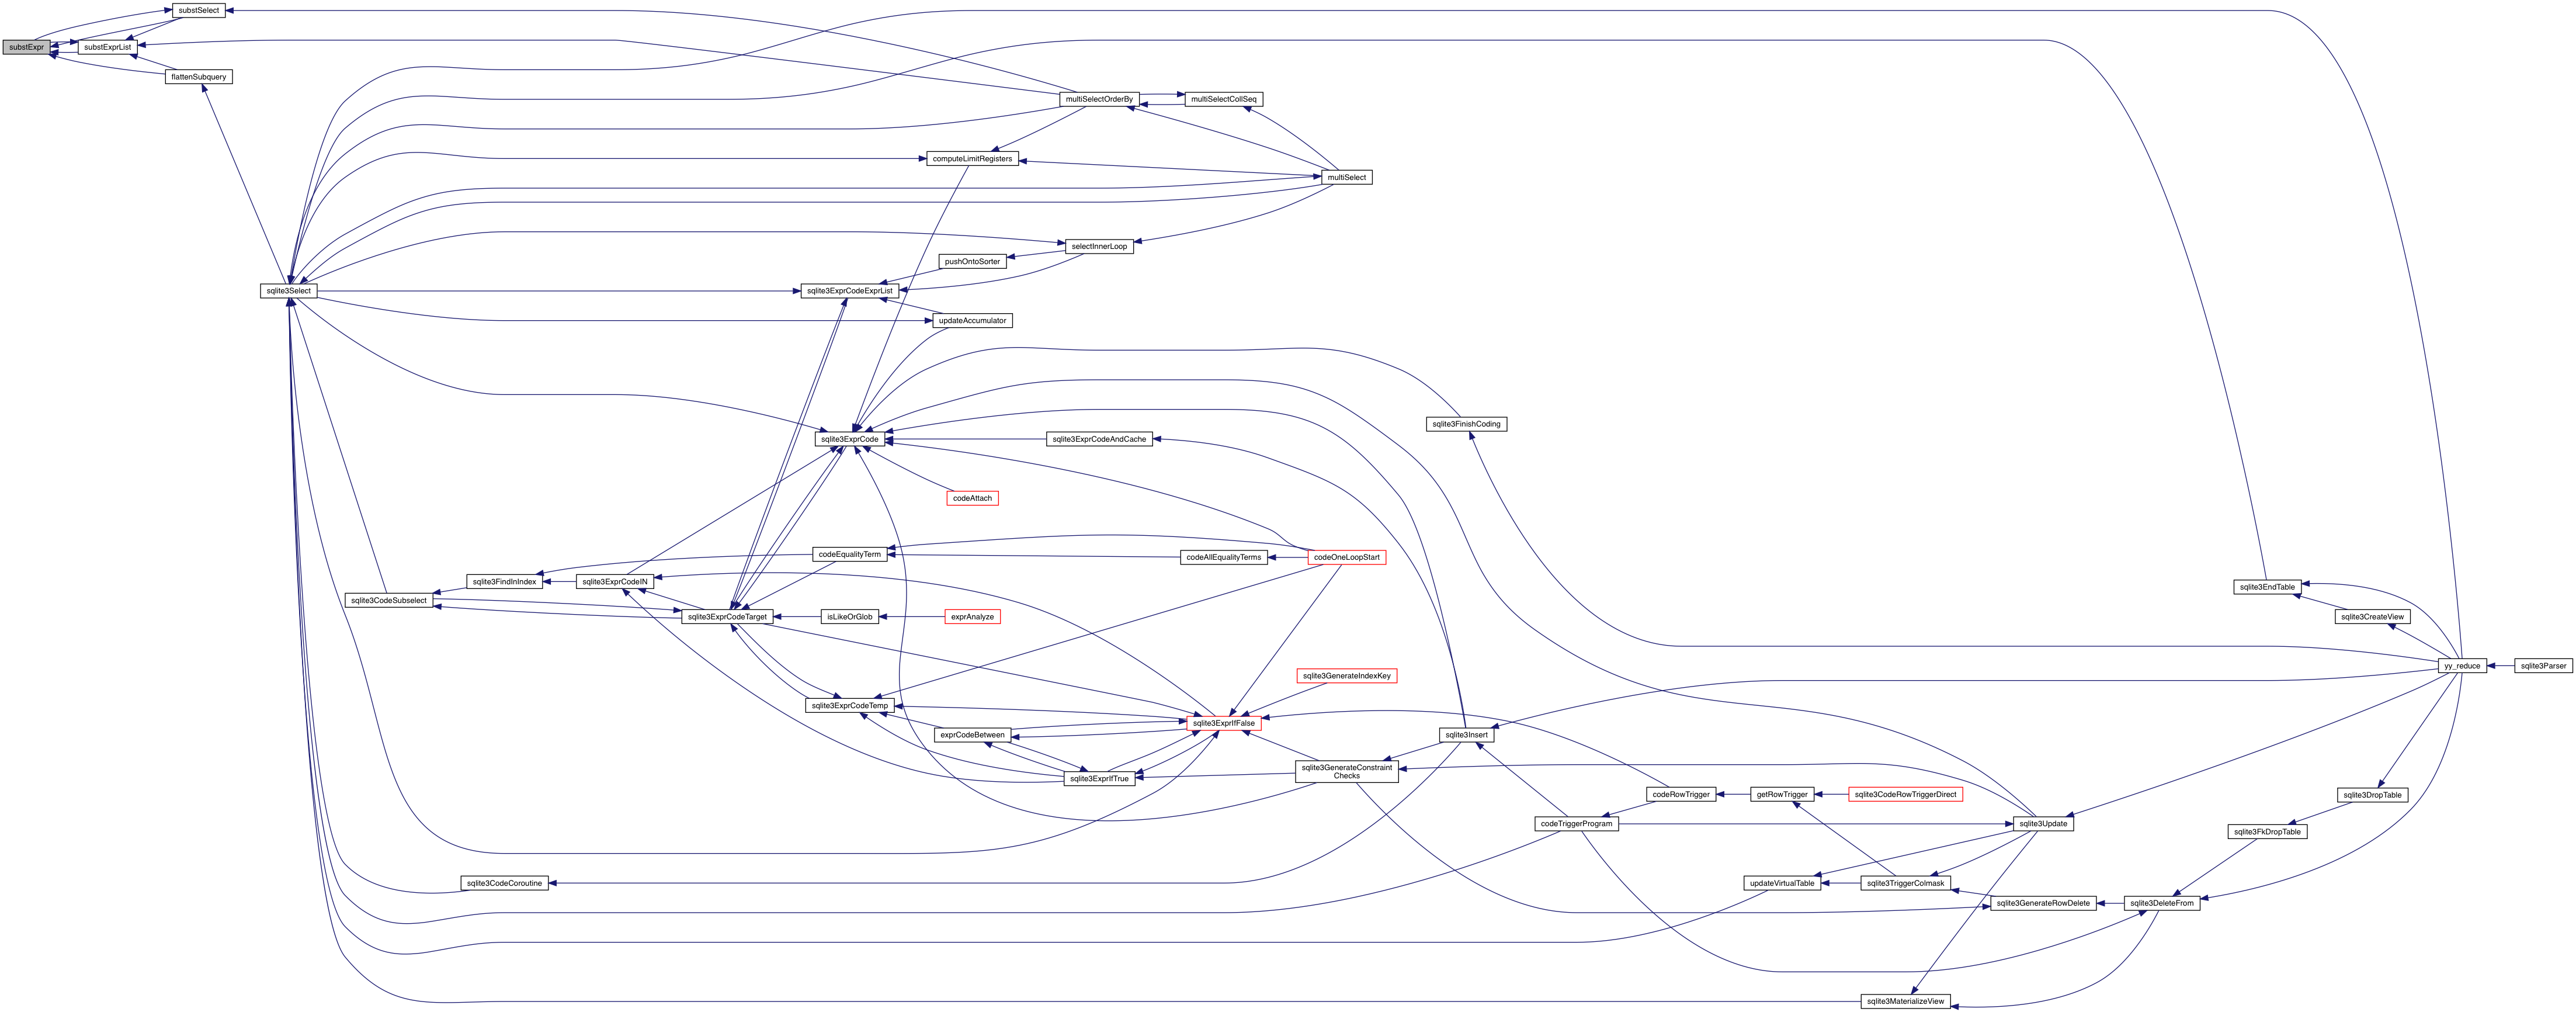 substSelect
substExpr
substExprList
flattenSubquery
multiSelectOrderBy
multiSelectCollSeq
computeLimitRegisters
multiSelect
selectInnerLoop
pushOntoSorter
sqlite3Select
sqlite3ExprCodeExprList
updateAccumulator
sqlite3FinishCoding
sqlite3ExprCode
sqlite3ExprCodeAndCache
codeAttach
codeEqualityTerm
codeAllEqualityTerms
codeOneLoopStart
sqlite3FindInIndex
sqlite3ExprCodeIN
sqlite3EndTable
sqlite3CodeSubselect
sqlite3ExprCodeTarget
isLikeOrGlob
exprAnalyze
sqlite3CreateView
yy_reduce
sqlite3Parser
sqlite3GenerateIndexKey
sqlite3ExprCodeTemp
sqlite3ExprIfFalse
exprCodeBetween
sqlite3Insert
sqlite3GenerateConstraint
Checks
sqlite3ExprIfTrue
codeRowTrigger
getRowTrigger
sqlite3CodeRowTriggerDirect
sqlite3DropTable
codeTriggerProgram
sqlite3Update
sqlite3FkDropTable
sqlite3CodeCoroutine
updateVirtualTable
sqlite3TriggerColmask
sqlite3GenerateRowDelete
sqlite3DeleteFrom
sqlite3MaterializeView